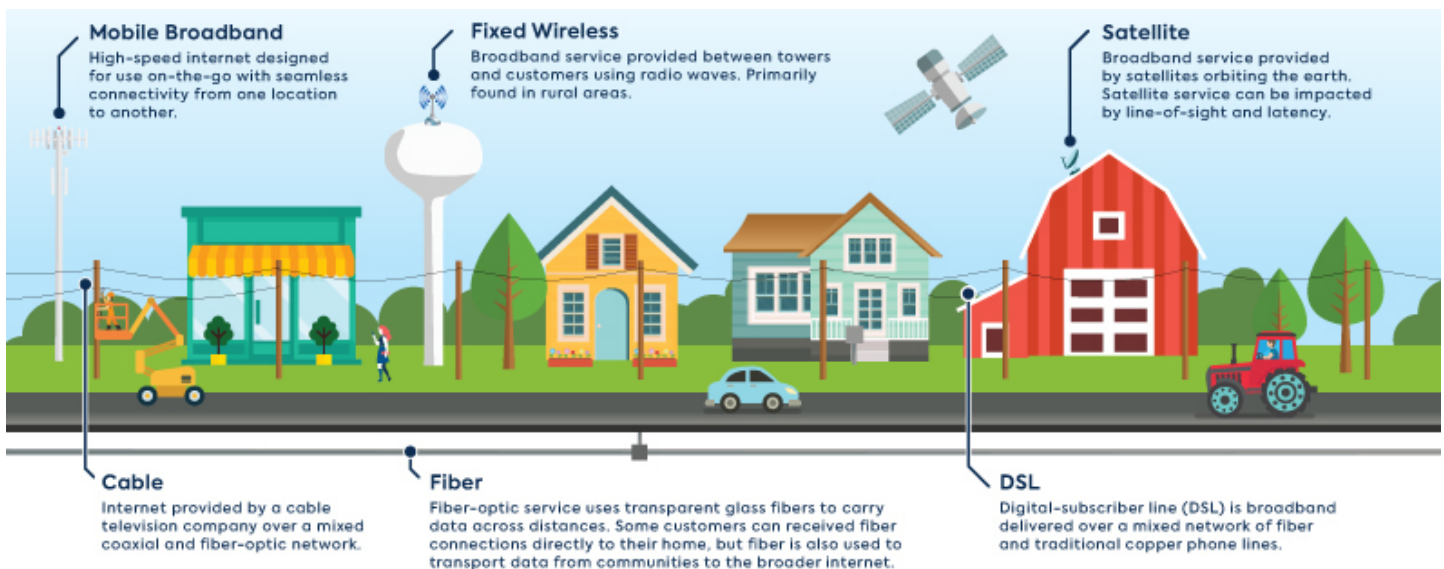 Mobile Broadband
High-speed internet designed
for use on-the-go with seamless
connectivity from one location
to another.
Fixed Wireless
Broadband service provided between towers
and customers using radio waves. Primarily
found in rural areas.
Satellite
Broadband service provided
by satellites orbiting the earth.
Satellite service can be impacted
by line-of-sight and latency.
Cable
Internet provided by a cable
television company over a mixed
coaxial and fiber-optic network.
Fiber
Fiber-optic service uses transparent glass fibers to carry
data across distances. Some customers can received fiber
connections directly to their home, but fiber is also used to
transport data from communities to the broader internet.
DSL
Digital-subscriber line (DSL) is broadband
delivered over a mixed network of fiber
and traditional copper phone lines.